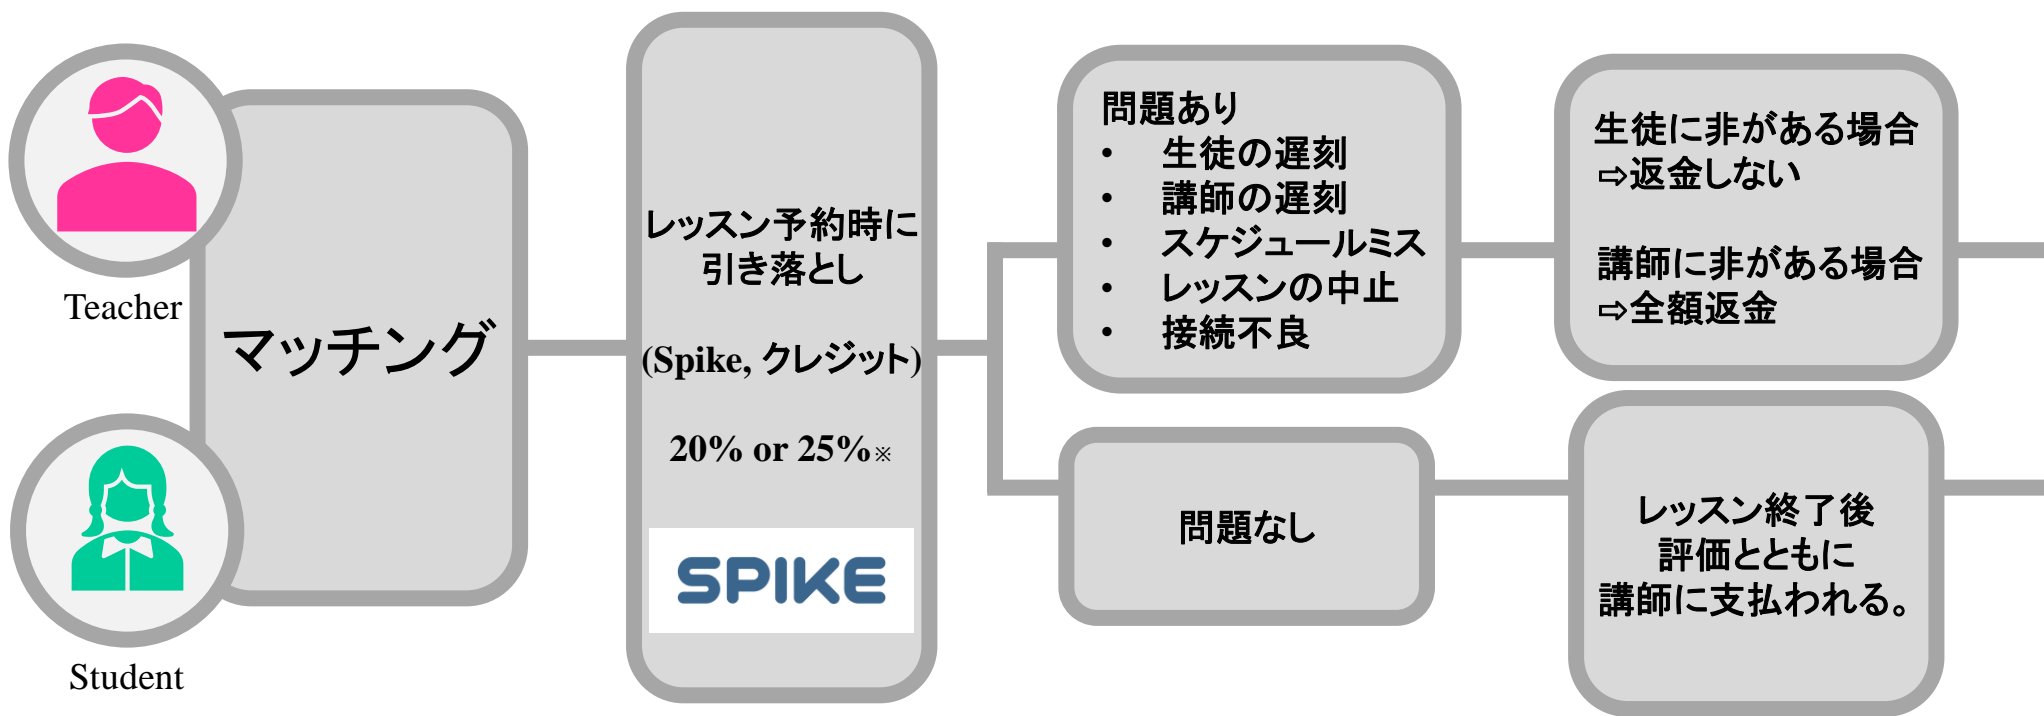 Teacher
Student
マッチング
レッスン予約時に
引き落とし
(Spike, クレジット)
20% or 25%※
SPIKE
問題あり
• 生徒の遅刻
• 講師の遅刻
• スケジュールミス
• レッスンの中止
• 接続不良
生徒に非がある場合
⇨返金しない
講師に非がある場合
⇨全額返金
問題なし
レッスン終了後
評価とともに
講師に支払われる。